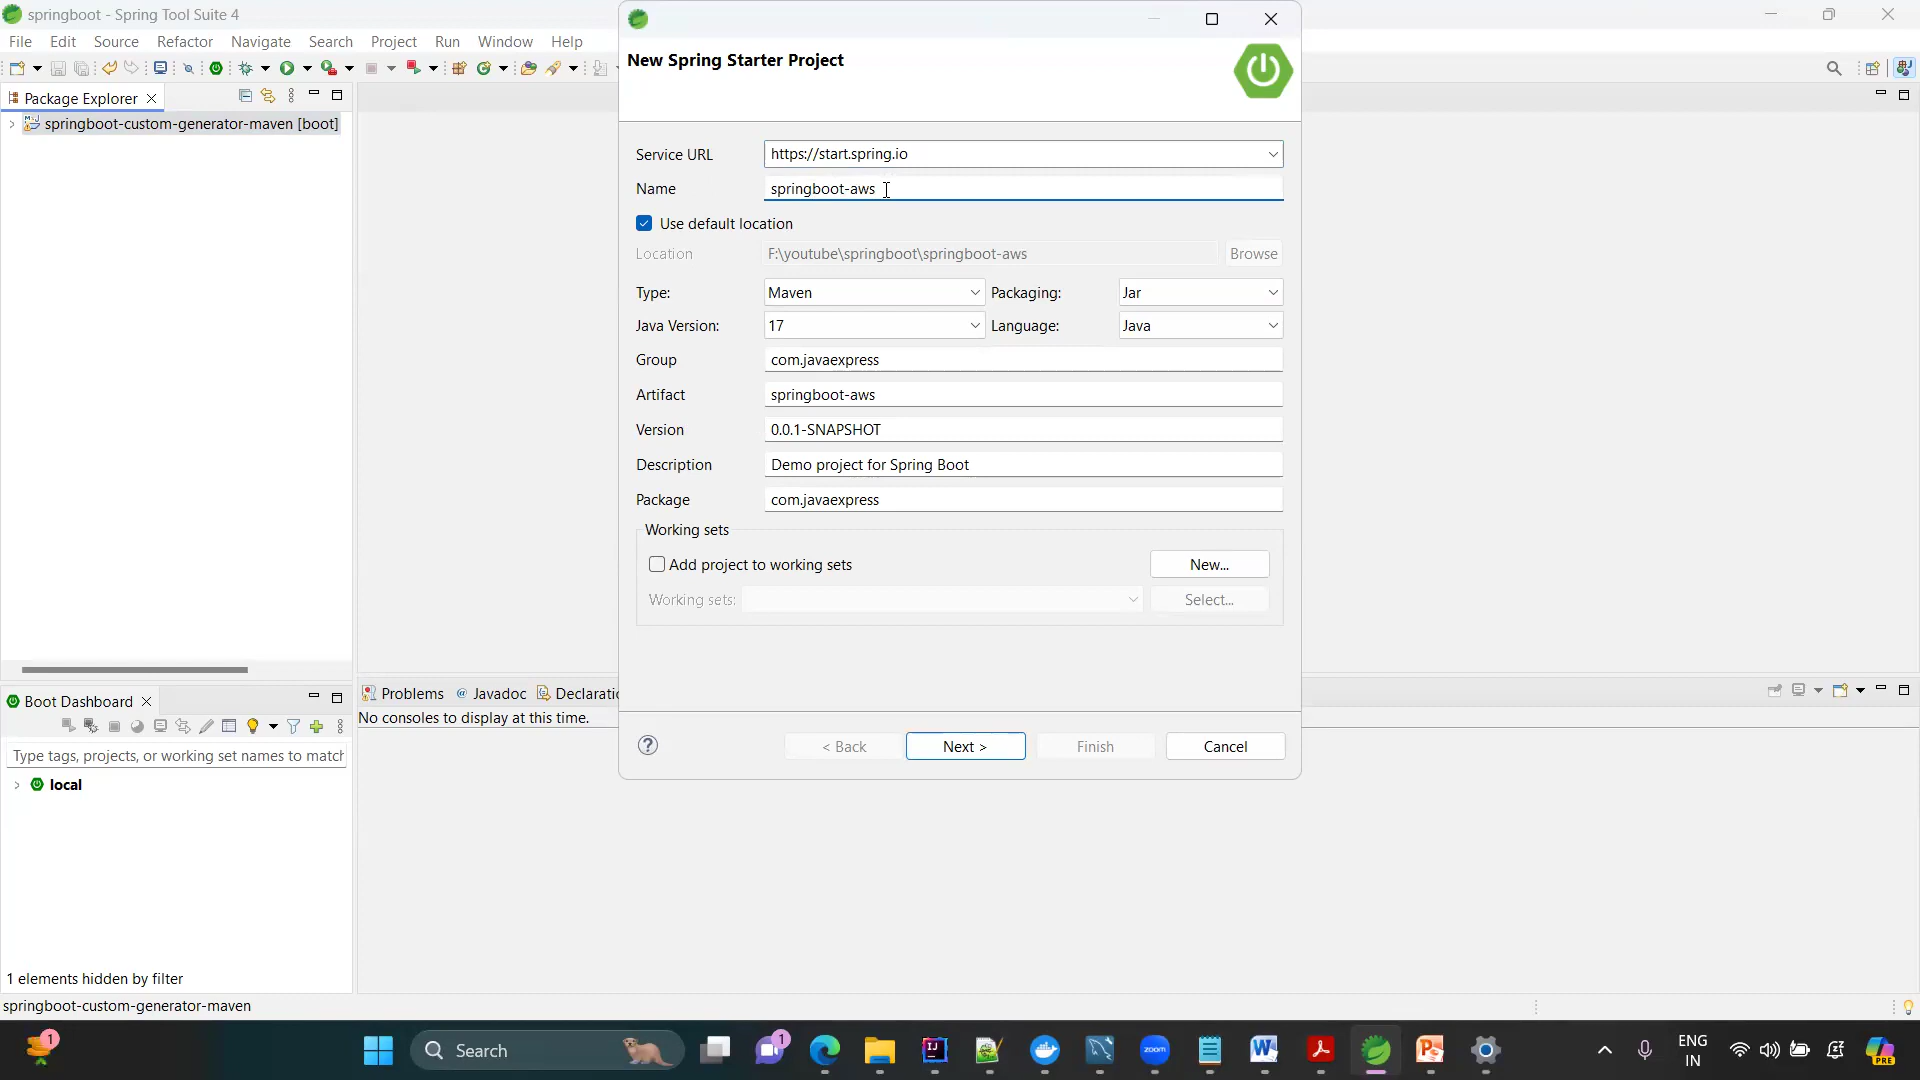 springboot - Spring Tool Suite 4
File Edit Source Refactor Navigate Search Project Run Window Help
Package Explorer
springboot-custom-generator-maven [boot]
New Spring Starter Project
Service URL https://start.spring.io
Name springboot-aws
Use default location
Location F:\youtube\springboot\springboot-aws Browse
Type: Maven Packaging: Jar
Java Version: 17 Language: Java
Group com.javaexpress
Artifact springboot-aws
Version 0.0.1-SNAPSHOT
Description Demo project for Spring Boot
Package com.javaexpress
Working sets
Add project to working sets New...
Working sets: Select...
< Back Next > Finish Cancel
Boot Dashboard
Type tags, projects, or working set names to match
local
1 elements hidden by filter
Problems @ Javadoc Declaratio
No consoles to display at this time.
springboot-custom-generator-maven
1 Search 1 zoom ENG
IN PRE